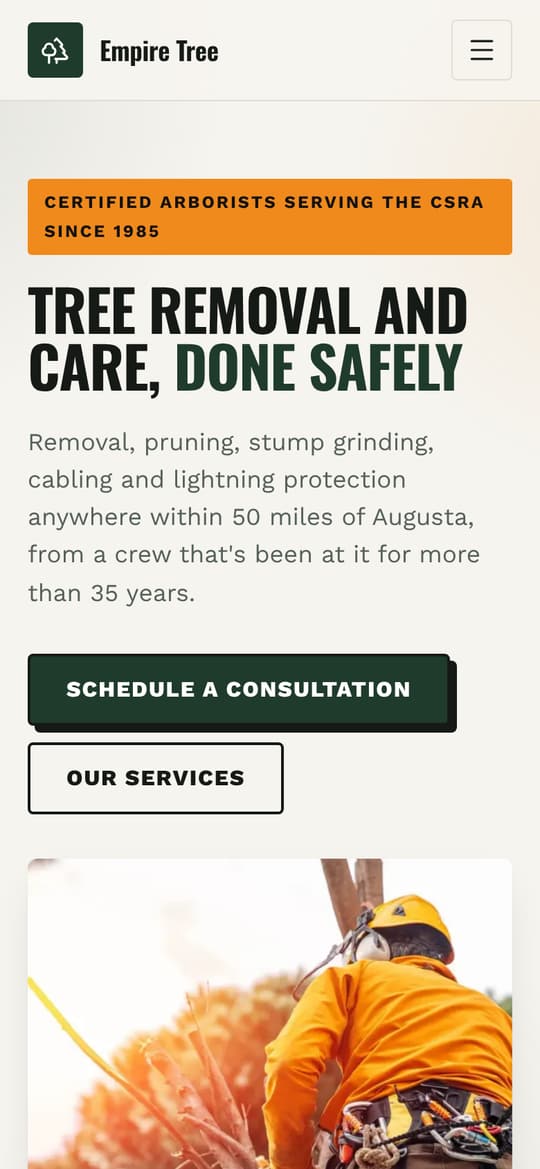 Empire Tree
CERTIFIED ARBORISTS SERVING THE CSRA
SINCE 1985
TREE REMOVAL AND
CARE, DONE SAFELY
Removal, pruning, stump grinding,
cabling and lightning protection
anywhere within 50 miles of Augusta,
from a crew that's been at it for more
than 35 years.
SCHEDULE A CONSULTATION
OUR SERVICES